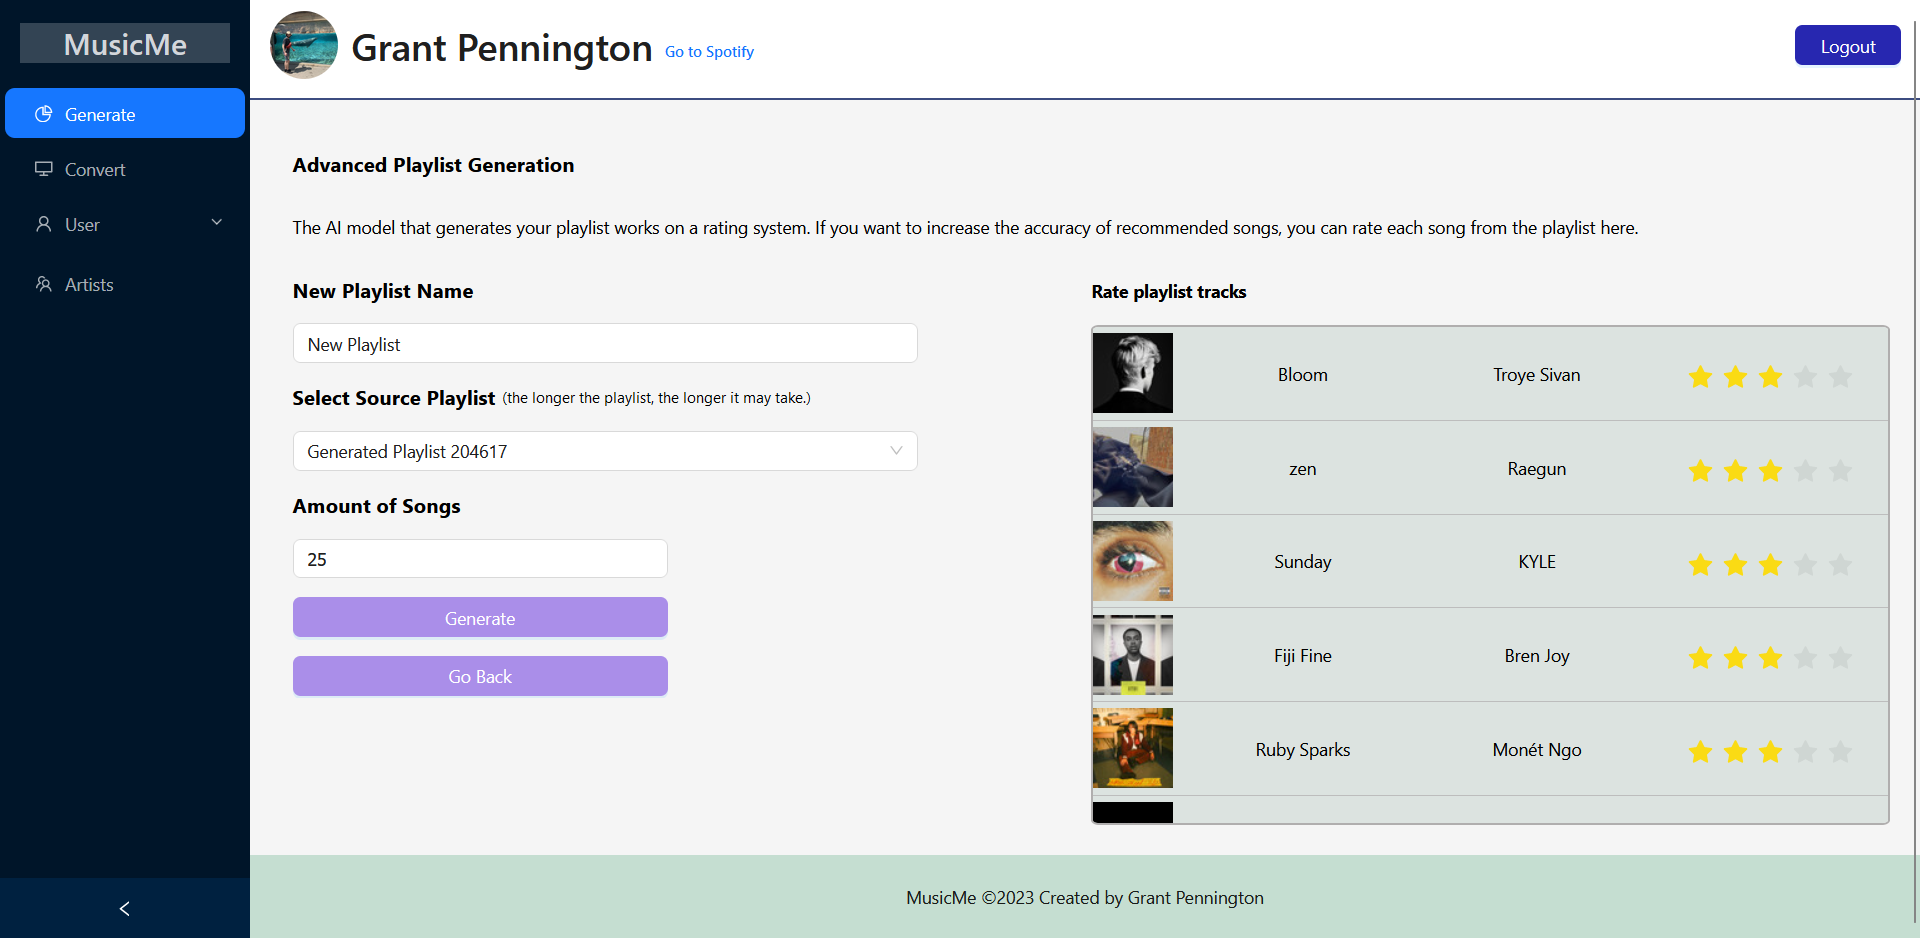 MusicMe
Generate
Convert
User
Artists
Grant Pennington Go to Spotify
Logout
Advanced Playlist Generation
The AI model that generates your playlist works on a rating system. If you want to increase the accuracy of recommended songs, you can rate each song from the playlist here.
New Playlist Name
New Playlist
Select Source Playlist (the longer the playlist, the longer it may take.)
Generated Playlist 204617
Amount of Songs
25
Generate
Go Back
Rate playlist tracks
Bloom Troye Sivan
zen Raegun
Sunday KYLE
Fiji Fine Bren Joy
Ruby Sparks Monét Ngo
MusicMe ©2023 Created by Grant Pennington